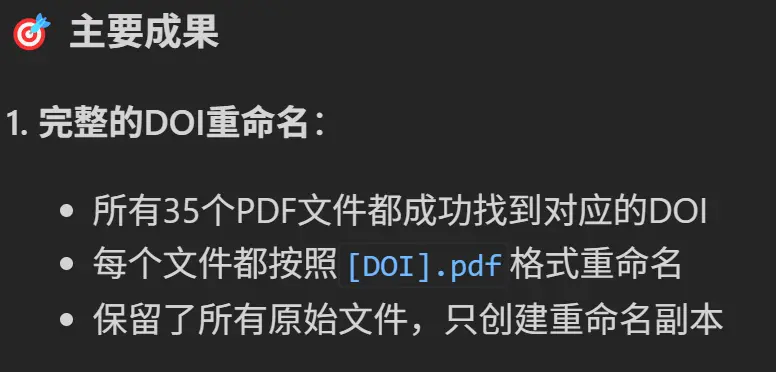 🎯 主要成果
1. 完整的DOI重命名：
• 所有35个PDF文件都成功找到对应的DOI
• 每个文件都按照[DOI].pdf格式重命名
• 保留了所有原始文件，只创建重命名副本